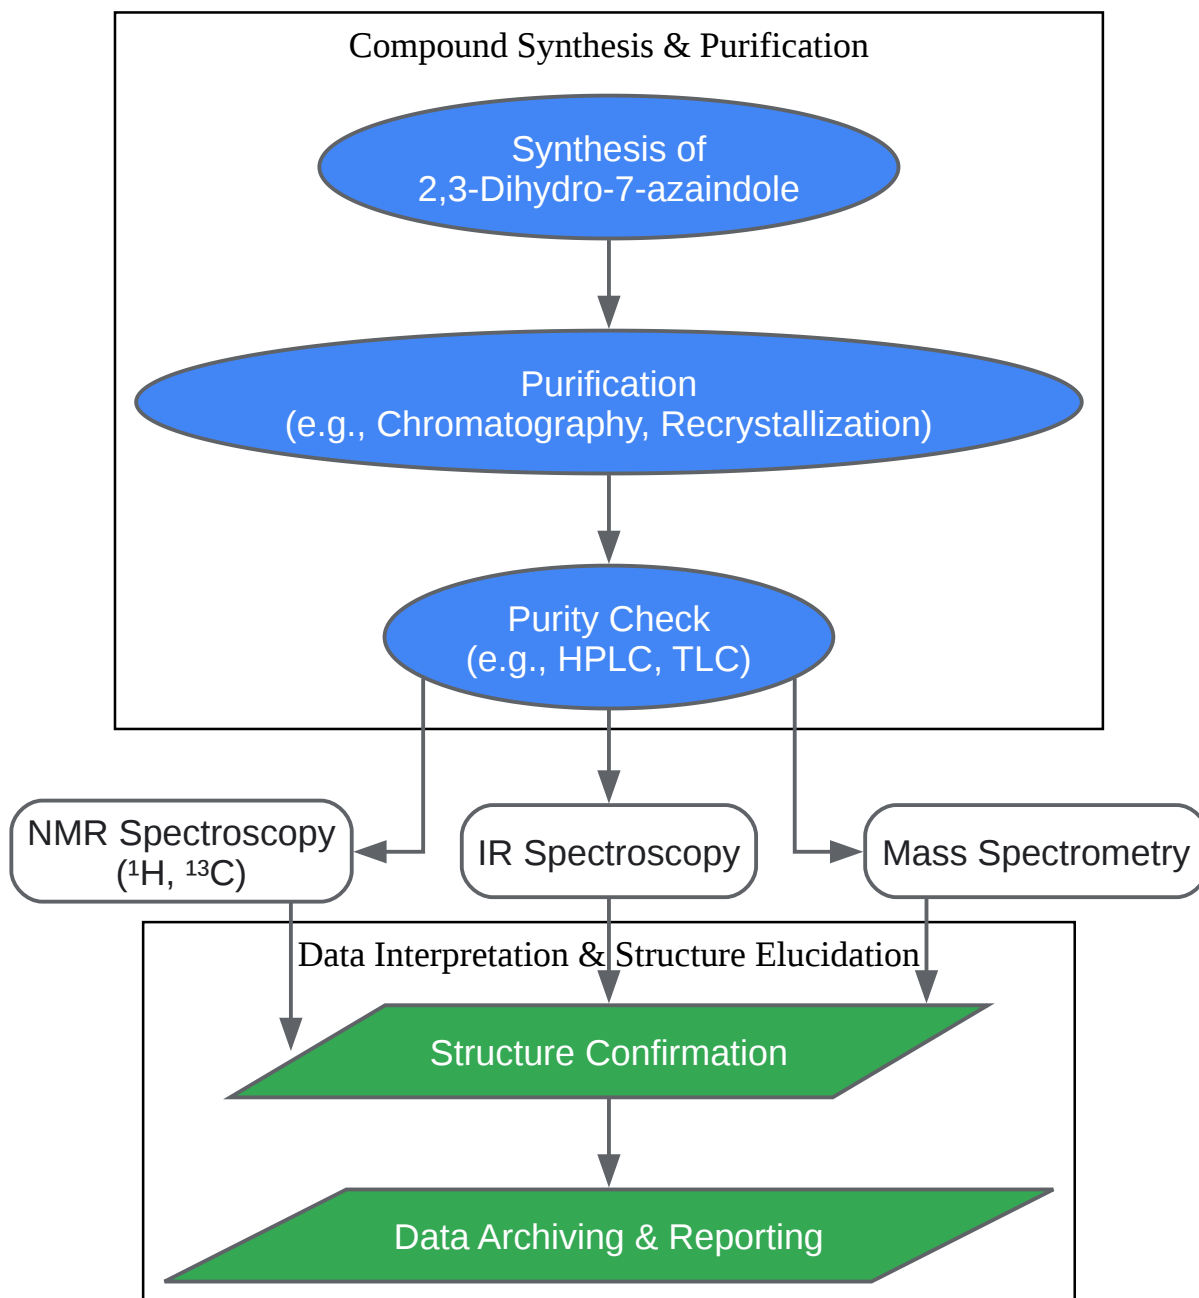 Compound Synthesis & Purification
Synthesis of
2,3-Dihydro-7-azaindole
Purification
(e.g., Chromatography, Recrystallization)
Purity Check
(e.g., HPLC, TLC)
NMR Spectroscopy
(¹H, ¹³C)
IR Spectroscopy
Mass Spectrometry
Data Interpretation & Structure Elucidation
Structure Confirmation
Data Archiving & Reporting